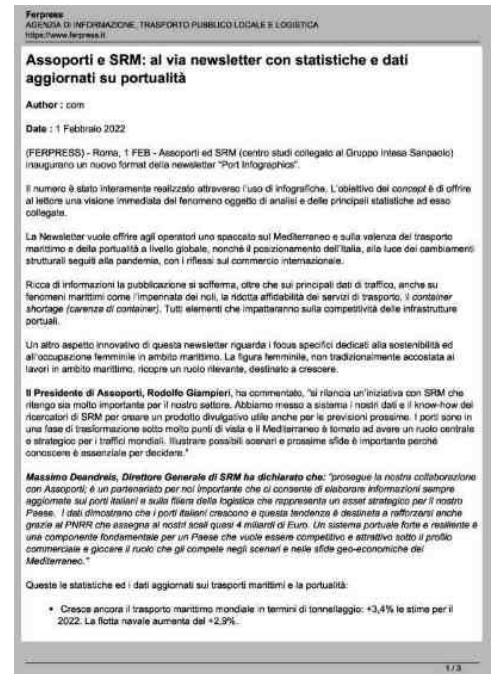 Ferpress
AGENZIA DI INFORMAZIONE, TRASPORTO PUBBLICO LOCALE E LOGISTICA
https://www.ferpress.it
Assoporti e SRM: al via newsletter con statistiche e dati
aggiornati su portualità
Author : com
Date : 1 Febbraio 2022
(FERPRESS) - Roma, 1 FEB - Assoporti ed SRM (centro studi collegato al Gruppo Intesa Sanpaolo)
inaugurano un nuovo format della newsletter "Port Infographics".
Il numero è stato interamente realizzato attraverso l'uso di infografiche. L'obiettivo del concept è di offrire
al lettore una visione immediata del fenomeno oggetto di analisi e delle principali statistiche ad esso
collegate.
La Newsletter vuole offrire agli operatori uno spaccato sul Mediterraneo e sulla valenza del trasporto
marittimo e della portualità a livello globale, nonché il posizionamento dell'Italia, alla luce dei cambiamenti
strutturali seguiti alla pandemia, con i riflessi sul commercio internazionale.
Ricca di informazioni la pubblicazione si sofferma, oltre che sui principali dati di traffico, anche su
fenomeni marittimi come l'impennata dei noli, la ridotta affidabilità dei servizi di trasporto, il container
shortage (carenza di container). Tutti elementi che impatteranno sulla competitività delle infrastrutture
portuali.
Un altro aspetto innovativo di questa newsletter riguarda i focus specifici dedicati alla sostenibilità ed
all'occupazione femminile in ambito marittimo. La figura femminile, non tradizionalmente accostata ai
lavori in ambito marittimo, ricopre un ruolo rilevante, destinato a crescere.
Il Presidente di Assoporti, Rodolfo Giampieri, ha commentato, "si rilancia un'iniziativa con SRM che
ritengo sia molto importante per il nostro settore. Abbiamo messo a sistema i nostri dati e il know-how dei
ricercatori di SRM per creare un prodotto divulgativo utile anche per le previsioni prossime. I porti sono in
una fase di trasformazione sotto molti punti di vista e il Mediterraneo è tornato ad avere un ruolo centrale
e strategico per i traffici mondiali. Illustrare possibili scenari e prossime sfide è importante perché
conoscere è essenziale per decidere."
Massimo Deandreis, Direttore Generale di SRM ha dichiarato che: "prosegue la nostra collaborazione
con Assoporti; è un partenariato per noi importante che ci consente di elaborare informazioni sempre
aggiornate sui porti italiani e sulla filiera della logistica che rappresenta un asset strategico per il nostro
Paese. I dati dimostrano che i porti italiani crescono e questa tendenza è destinata a rafforzarsi anche
grazie al PNRR che assegna ai nostri scali quasi 4 miliardi di Euro. Un sistema portuale forte e resiliente è
una componente fondamentale per un Paese che vuole essere competitivo e attrattivo sotto il profilo
commerciale e giocare il ruolo che gli compete negli scenari e nelle sfide geo-economiche del
Mediterraneo."
Queste le statistiche ed i dati aggiornati sui trasporti marittimi e la portualità:
• Cresce ancora il trasporto marittimo mondiale in termini di tonnellaggio: +3,4% le stime per il
2022. La flotta navale aumenta del +2,9%.
1 / 3